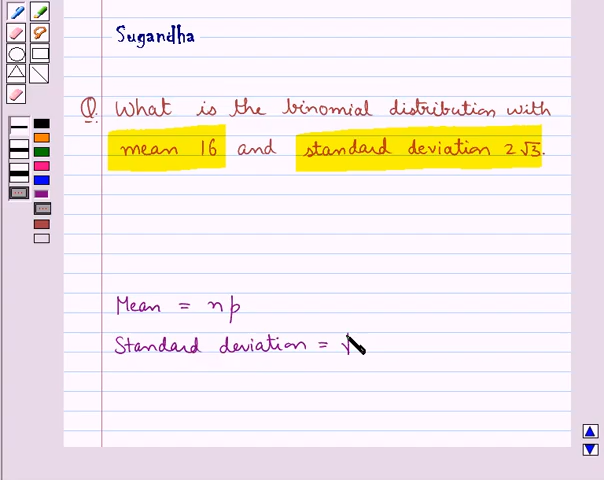 Sugandha
Q. What is the binomial distribution with
mean 16 and standard deviation 2√3.
Mean = np
Standard deviation = √